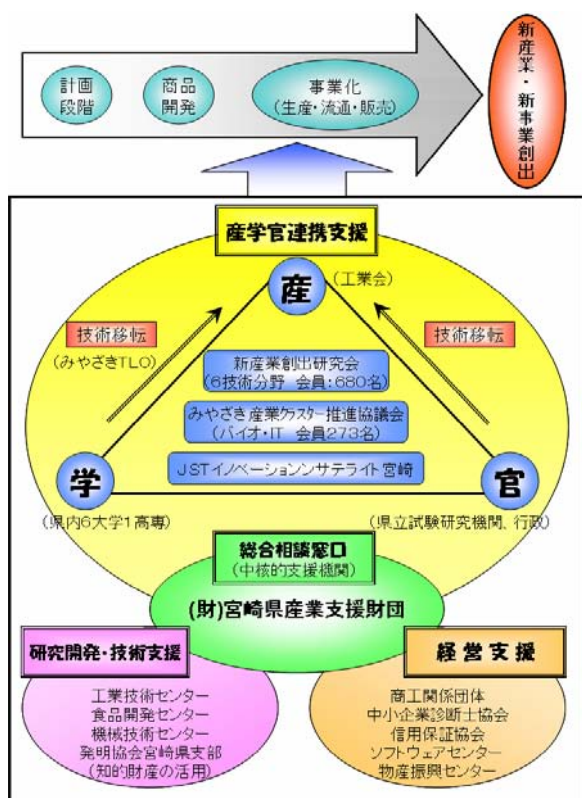 計画
段階
商品
開発
事業化
(生産・流通・販売)
新産業・新事業創出
産学官連携支援
産
(工業会)
技術移転
(みやざきTLO)
技術移転
新産業創出研究会
(6技術分野 会員:680名)
みやざき産業クラスター推進協議会
(バイオ・IT 会員273名)
JSTイノベーションンサテライト宮崎
学
(県内6大学1高専)
官
(県立試験研究機関、行政)
総合相談窓口
(中核的支援機関)
(財)宮崎県産業支援財団
研究開発・技術支援
工業技術センター
食品開発センター
機械技術センター
発明協会宮崎県支部
(知的財産の活用)
経営支援
商工関係団体
中小企業診断士協会
信用保証協会
ソフトウェアセンター
物産振興センター